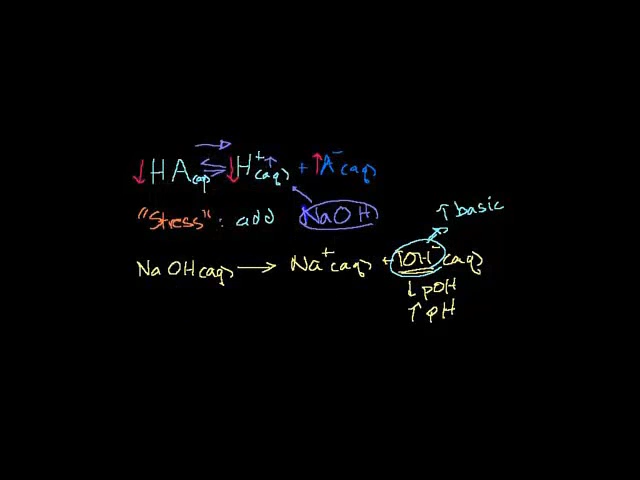 ↓HA(aq) ⇌ ↓H⁺(aq)↑ + ↑A⁻(aq)
"Stress": add NaOH
↑basic
NaOH(aq) → Na⁺(aq) + OH⁻(aq)
↓ pOH
↑ pH